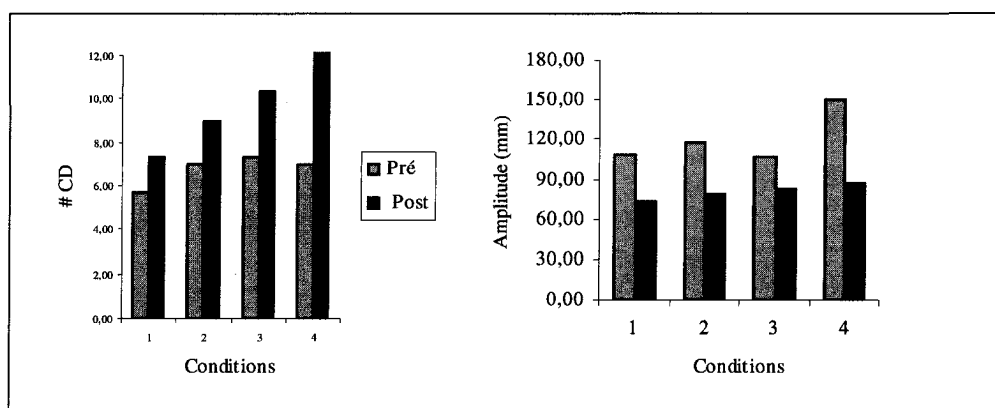 12,00
10,00
8,00
6,00
4,00
2,00
0,00
# CD
1 2 3 4
Conditions
Pré
Post
180,00
150,00
120,00
90,00
60,00
30,00
0,00
Amplitude (mm)
1 2 3 4
Conditions